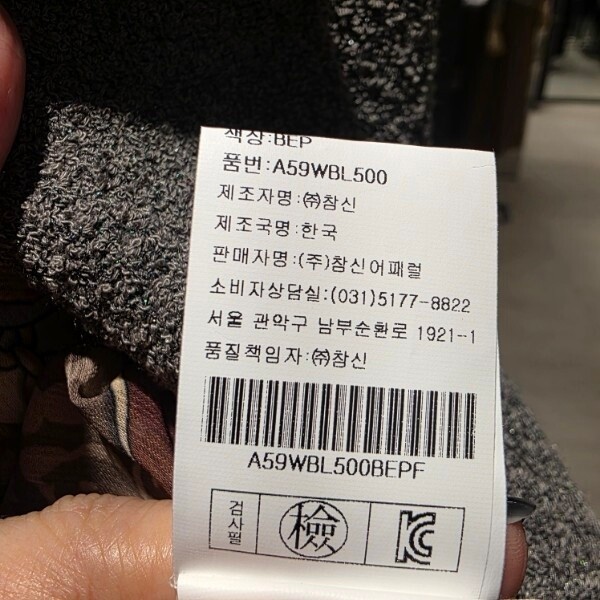 색상:BEP
품번:A59WBL500
제조자명:㈜참신
제조국명:한국
판매자명:(주)참신어패럴
소비자상담실:(031)5177-8822
서울 관악구 남부순환로 1921-1
품질책임자:㈜참신
A59WBL500BEPF
검사필
檢
KC